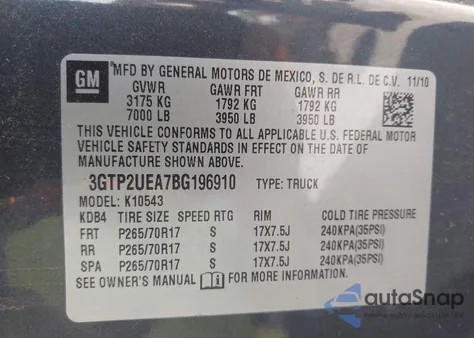 GM *MFD BY GENERAL MOTORS DE MEXICO, S. DE R.L. DE C.V. 11/10
GVWR GAWR FRT GAWR RR
3175 KG 1792 KG 1792 KG
7000 LB 3950 LB 3950 LB
THIS VEHICLE CONFORMS TO ALL APPLICABLE U.S. FEDERAL MOTOR
VEHICLE SAFETY STANDARDS IN EFFECT ON THE DATE OF
MANUFACTURE SHOWN ABOVE.
3GTP2UEA7BG196910 TYPE: TRUCK
MODEL: K10543
KDB4 TIRE SIZE SPEED RTG RIM COLD TIRE PRESSURE
FRT P265/70R17 S 17X7.5J 240KPA(35PSI)
RR P265/70R17 S 17X7.5J 240KPA(35PSI)
SPA P265/70R17 S 17X7.5J 240KPA(35PSI)
SEE OWNER'S MANUAL FOR MORE INFORMATION.
autoSnap